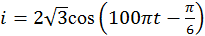 i = 2√3cos (100πt − π/6)